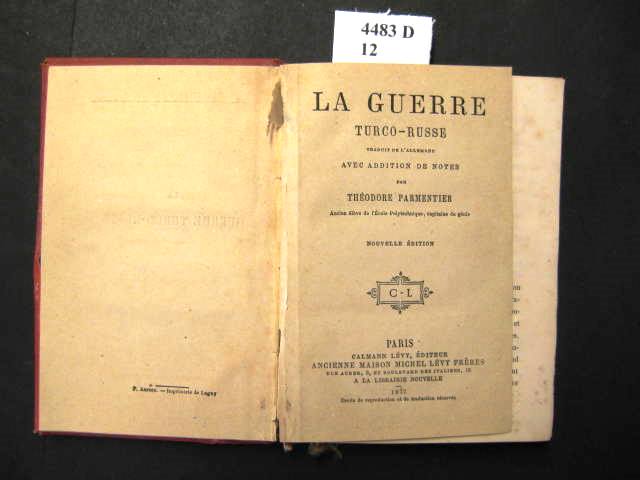 4483 D
12
LA GUERRE
TURCO-RUSSE
TRADUIT DE L'ALLEMAND
AVEC ADDITION DE NOTES
PAR
THÉODORE PARMENTIER
Ancien élève de l'École Polytechnique, capitaine du génie
NOUVELLE ÉDITION
C-L
PARIS
CALMANN LÉVY, ÉDITEUR
ANCIENNE MAISON MICHEL LÉVY FRÈRES
RUE AUBER, 3, ET BOULEVARD DES ITALIENS, 15
A LA LIBRAIRIE NOUVELLE
1877
Droits de reproduction et de traduction réservés
Imprimerie de Lagny